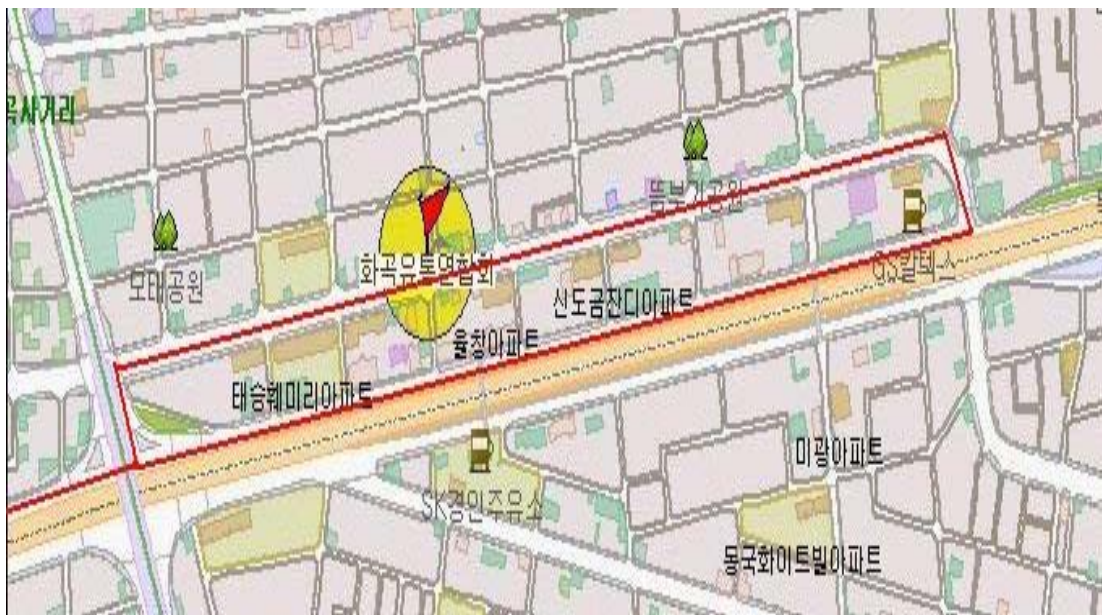 곡사거리
뜸부기공원
모태공원
화곡유통연합회
GS칼텍스
신도금잔디아파트
율창아파트
태승훼미리아파트
미광아파트
SK경인주유소
동국화이트빌아파트